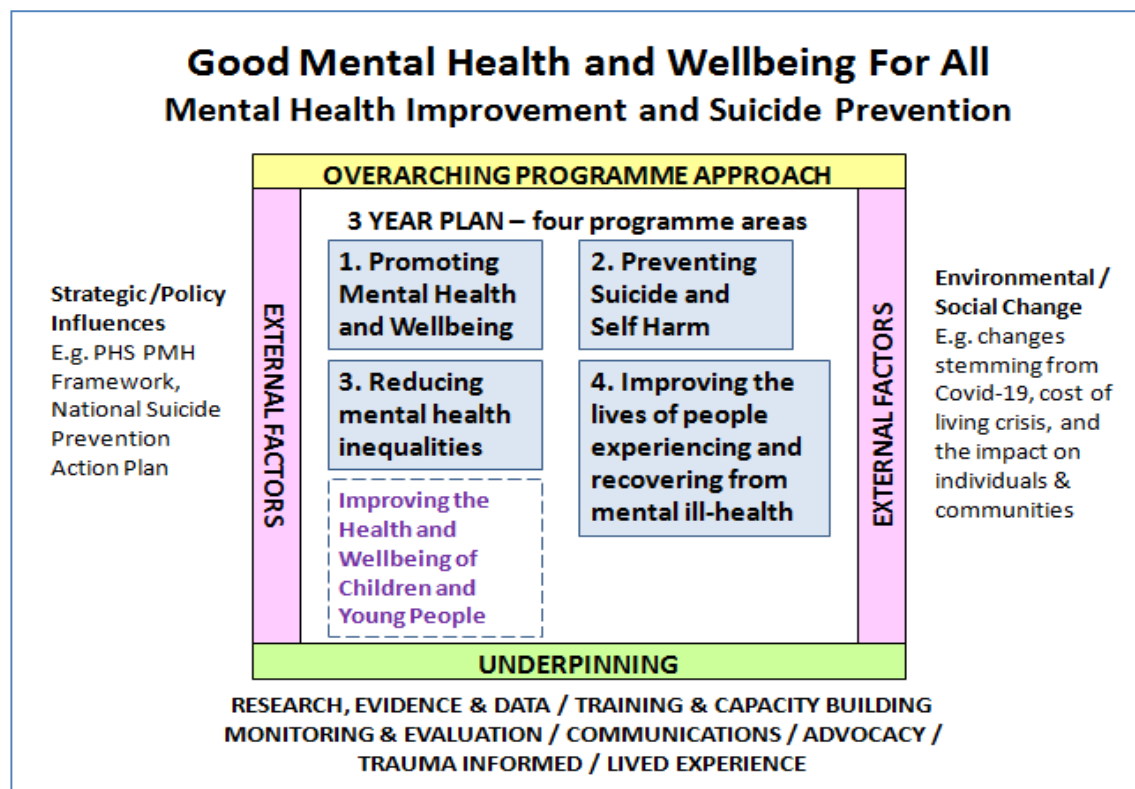 Good Mental Health and Wellbeing For All
Mental Health Improvement and Suicide Prevention
OVERARCHING PROGRAMME APPROACH
3 YEAR PLAN – four programme areas
Strategic /Policy
Influences
E.g. PHS PMH
Framework,
National Suicide
Prevention
Action Plan
EXTERNAL FACTORS
1. Promoting
Mental Health
and Wellbeing
2. Preventing
Suicide and
Self Harm
3. Reducing
mental health
inequalities
4. Improving the
lives of people
experiencing and
recovering from
mental ill-health
Improving the
Health and
Wellbeing of
Children and
Young People
EXTERNAL FACTORS
Environmental /
Social Change
E.g. changes
stemming from
Covid-19, cost of
living crisis, and
the impact on
individuals &
communities
UNDERPINNING
RESEARCH, EVIDENCE & DATA / TRAINING & CAPACITY BUILDING
MONITORING & EVALUATION / COMMUNICATIONS / ADVOCACY /
TRAUMA INFORMED / LIVED EXPERIENCE